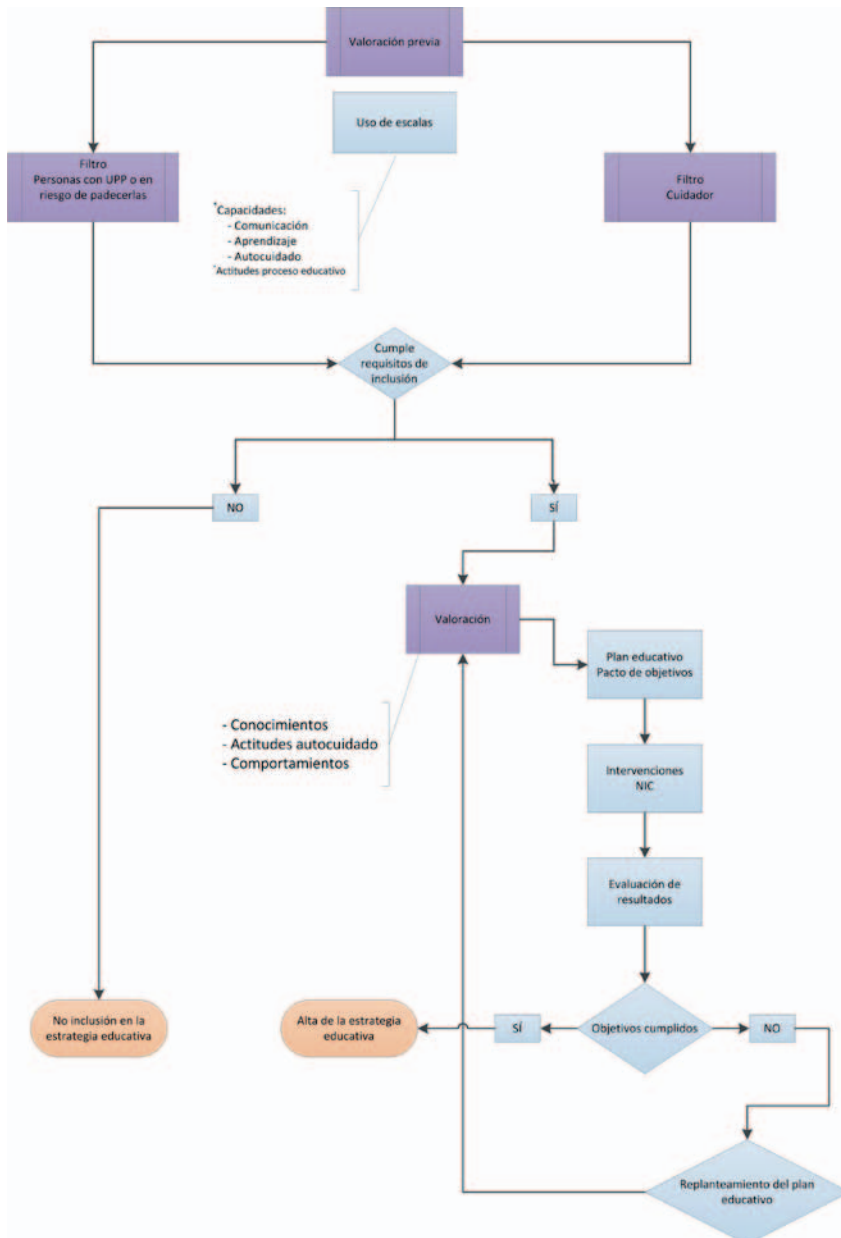 Valoración previa
Uso de escalas
Filtro
Personas con UPP o en
riesgo de padecerlas
Filtro
Cuidador
*Capacidades:
- Comunicación
- Aprendizaje
- Autocuidado
*Actitudes proceso educativo
Cumple
requisitos de
inclusión
NO
SÍ
Valoración
Plan educativo
Pacto de objetivos
- Conocimientos
- Actitudes autocuidado
- Comportamientos
Intervenciones
NIC
Evaluación de
resultados
No inclusión en la
estrategia educativa
Alta de la estrategia
educativa
SÍ
Objetivos cumplidos
NO
Replanteamiento del plan
educativo